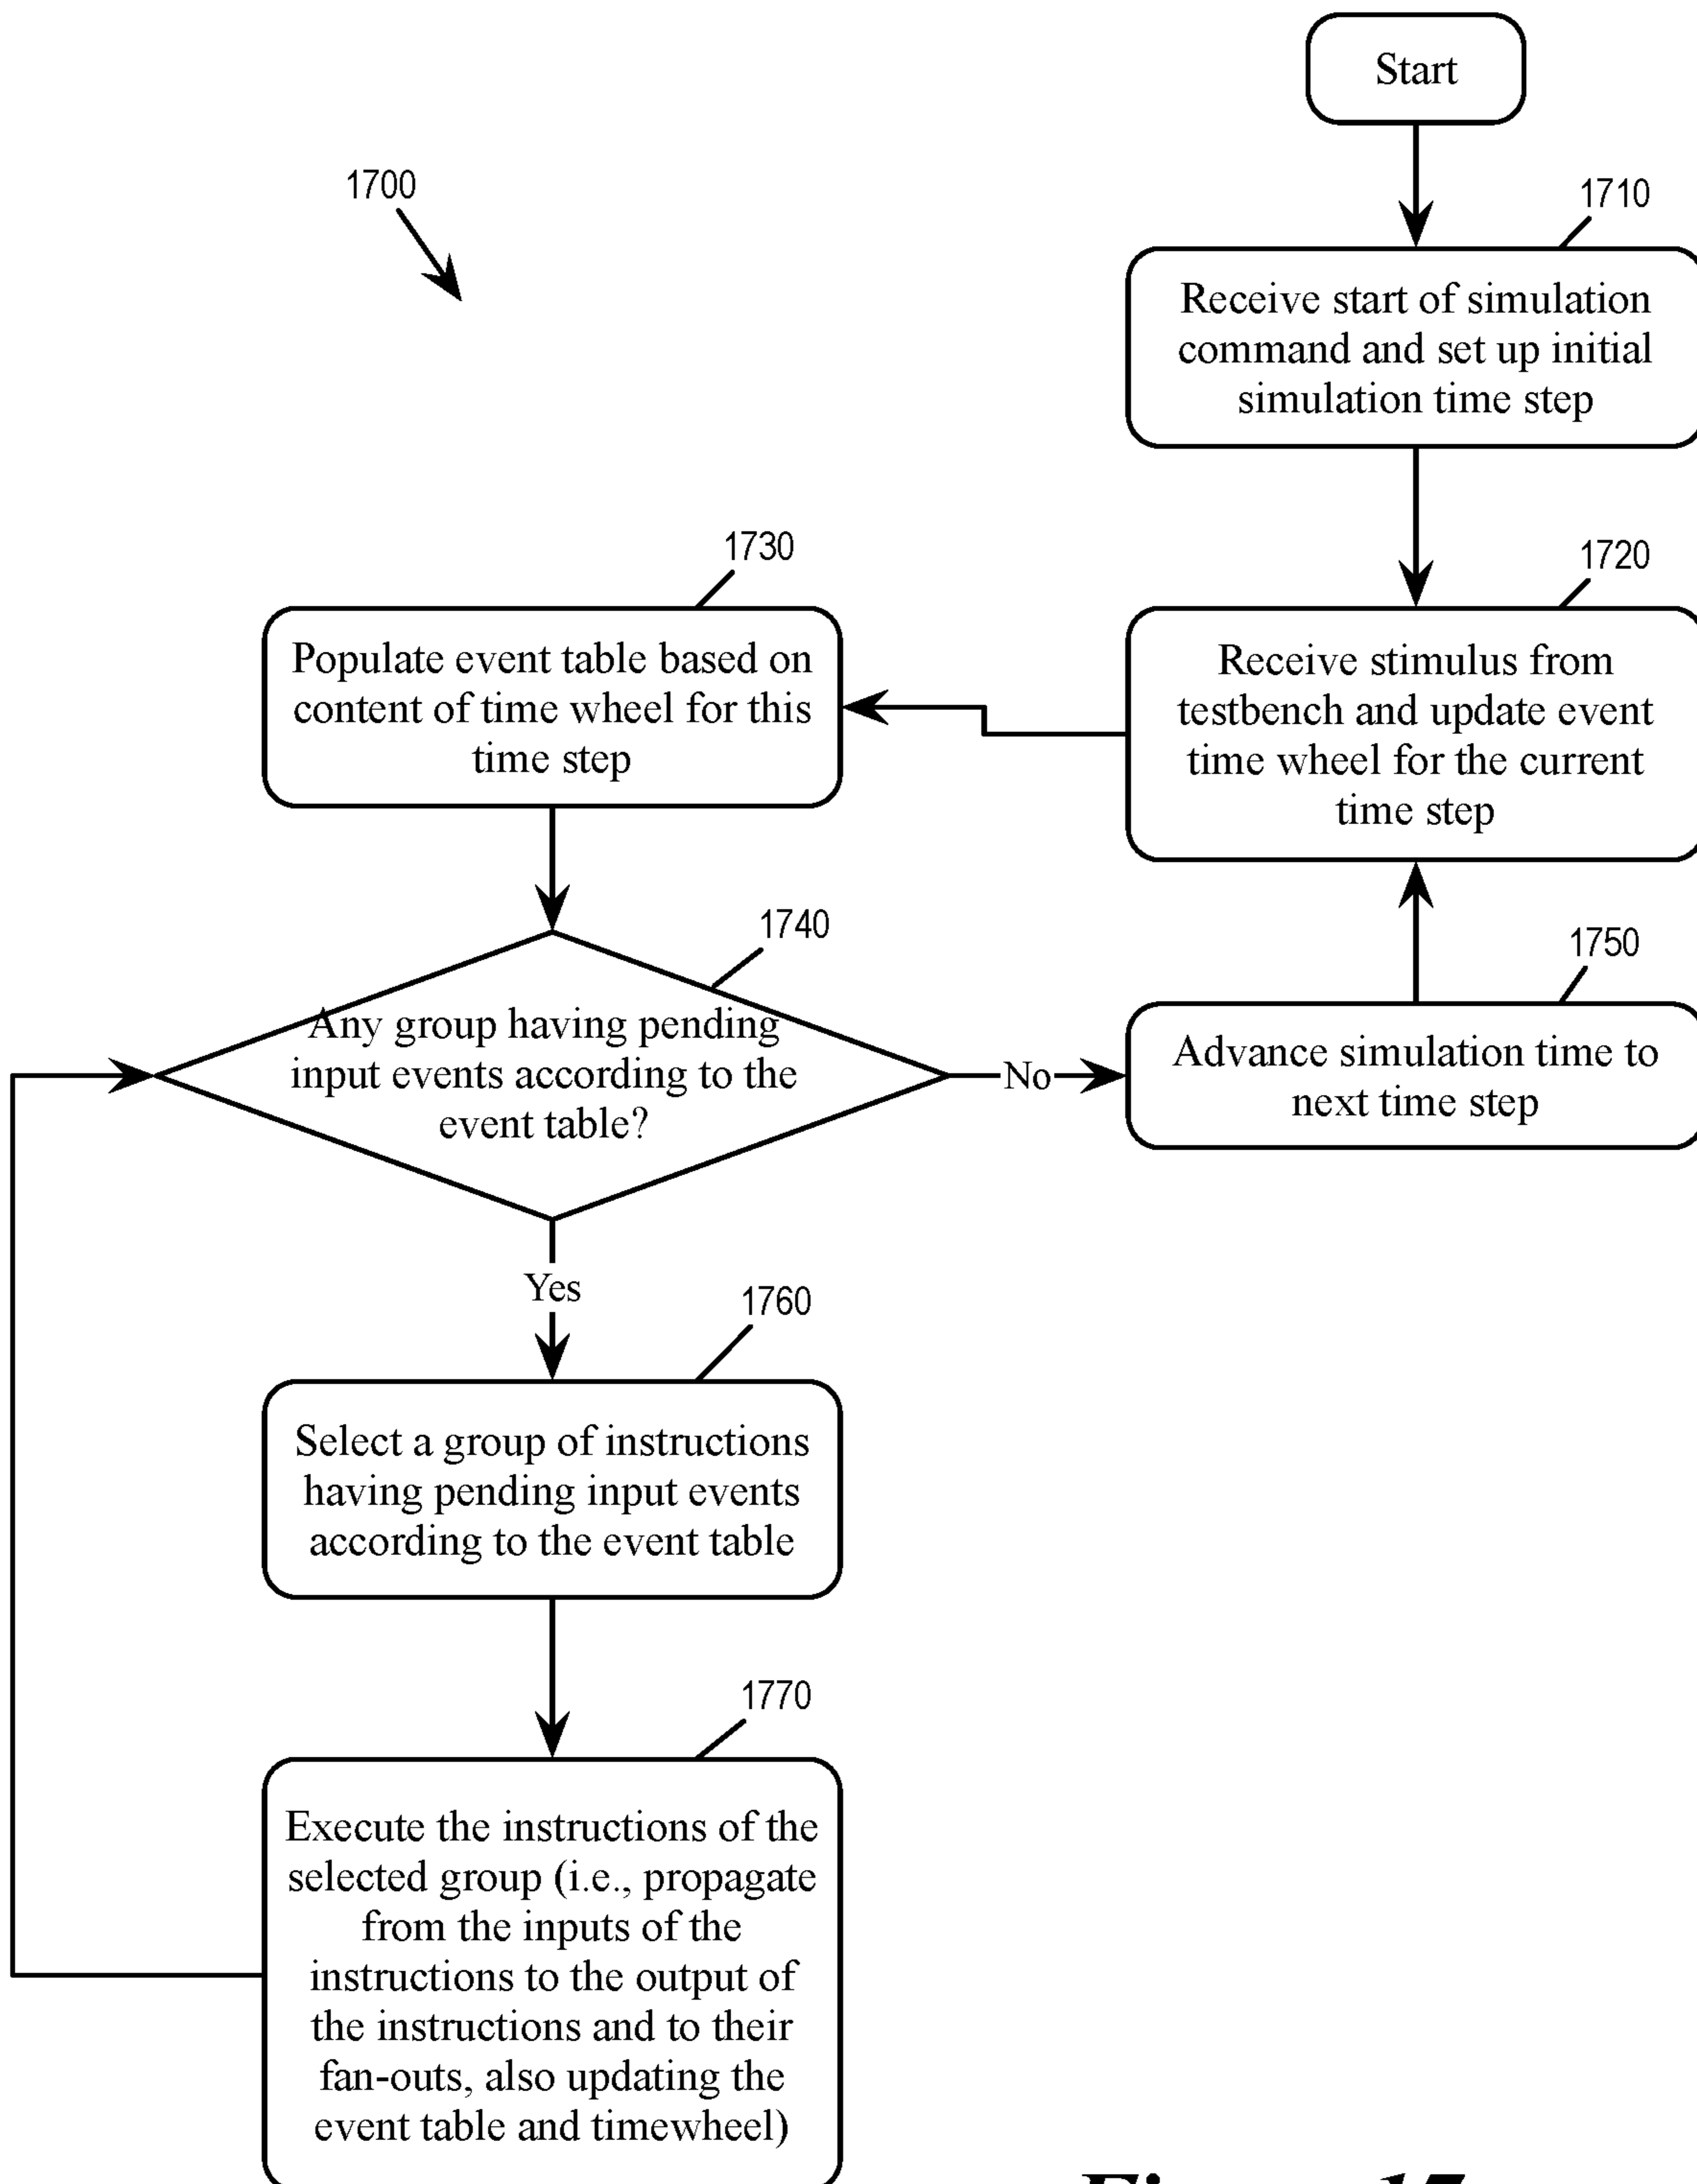 Start
1700
1710
Receive start of simulation
command and set up initial
simulation time step
1730
1720
Populate event table based on
content of time wheel for this
time step
Receive stimulus from
testbench and update event
time wheel for the current
time step
1740
1750
Any group having pending
input events according to the
event table?
No
Advance simulation time to
next time step
Yes
1760
Select a group of instructions
having pending input events
according to the event table
1770
Execute the instructions of the
selected group (i.e., propagate
from the inputs of the
instructions to the output of
the instructions and to their
fan-outs, also updating the
event table and timewheel)